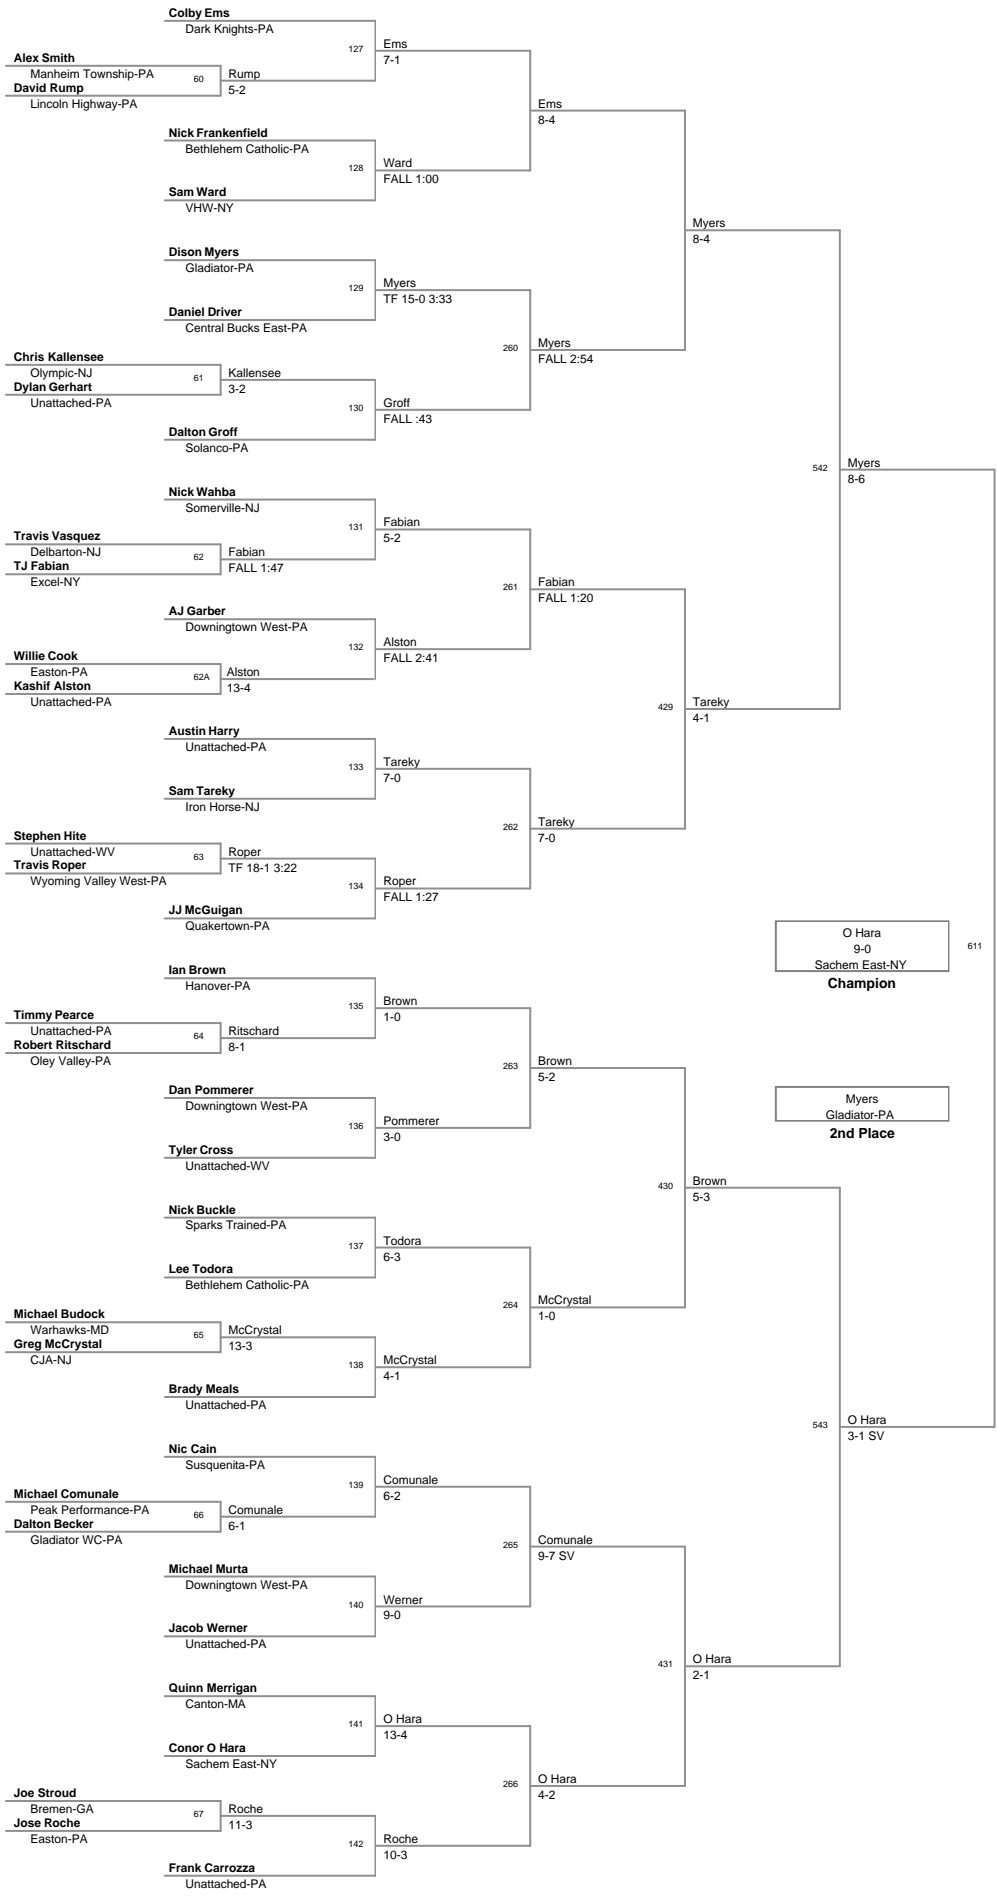 Colby Ems
Dark Knights-PA
127
Ems
7-1
Alex Smith
Manheim Township-PA
60
Rump
5-2
David Rump
Lincoln Highway-PA
Ems
8-4
Nick Frankenfield
Bethlehem Catholic-PA
128
Ward
FALL 1:00
Sam Ward
VHW-NY
Myers
8-4
Dison Myers
Gladiator-PA
129
Myers
TF 15-0 3:33
Daniel Driver
Central Bucks East-PA
260
Myers
FALL 2:54
Chris Kallensee
Olympic-NJ
61
Kallensee
3-2
Dylan Gerhart
Unattached-PA
130
Groff
FALL :43
Dalton Groff
Solanco-PA
542
Myers
8-6
Nick Wahba
Somerville-NJ
131
Fabian
5-2
Travis Vasquez
Delbarton-NJ
62
Fabian
FALL 1:47
TJ Fabian
Excel-NY
261
Fabian
FALL 1:20
AJ Garber
Downingtown West-PA
132
Alston
FALL 2:41
Willie Cook
Easton-PA
62A
Alston
13-4
Kashif Alston
Unattached-PA
429
Tareky
4-1
Austin Harry
Unattached-PA
133
Tareky
7-0
Sam Tareky
Iron Horse-NJ
262
Tareky
7-0
Stephen Hite
Unattached-WV
63
Roper
TF 18-1 3:22
Travis Roper
Wyoming Valley West-PA
134
Roper
FALL 1:27
JJ McGuigan
Quakertown-PA
O Hara
9-0
Sachem East-NY
Champion
611
Ian Brown
Hanover-PA
135
Brown
1-0
Timmy Pearce
Unattached-PA
64
Ritschard
8-1
Robert Ritschard
Oley Valley-PA
263
Brown
5-2
Dan Pommerer
Downingtown West-PA
136
Pommerer
3-0
Tyler Cross
Unattached-WV
Myers
Gladiator-PA
2nd Place
430
Brown
5-3
Nick Buckle
Sparks Trained-PA
137
Todora
6-3
Lee Todora
Bethlehem Catholic-PA
264
McCrystal
1-0
Michael Budock
Warhawks-MD
65
McCrystal
13-3
Greg McCrystal
CJA-NJ
138
McCrystal
4-1
Brady Meals
Unattached-PA
543
O Hara
3-1 SV
Nic Cain
Susquenita-PA
139
Comunale
6-2
Michael Comunale
Peak Performance-PA
66
Comunale
6-1
Dalton Becker
Gladiator WC-PA
265
Comunale
9-7 SV
Michael Murta
Downingtown West-PA
140
Werner
9-0
Jacob Werner
Unattached-PA
431
O Hara
2-1
Quinn Merrigan
Canton-MA
141
O Hara
13-4
Conor O Hara
Sachem East-NY
266
O Hara
4-2
Joe Stroud
Bremen-GA
67
Roche
11-3
Jose Roche
Easton-PA
142
Roche
10-3
Frank Carrozza
Unattached-PA